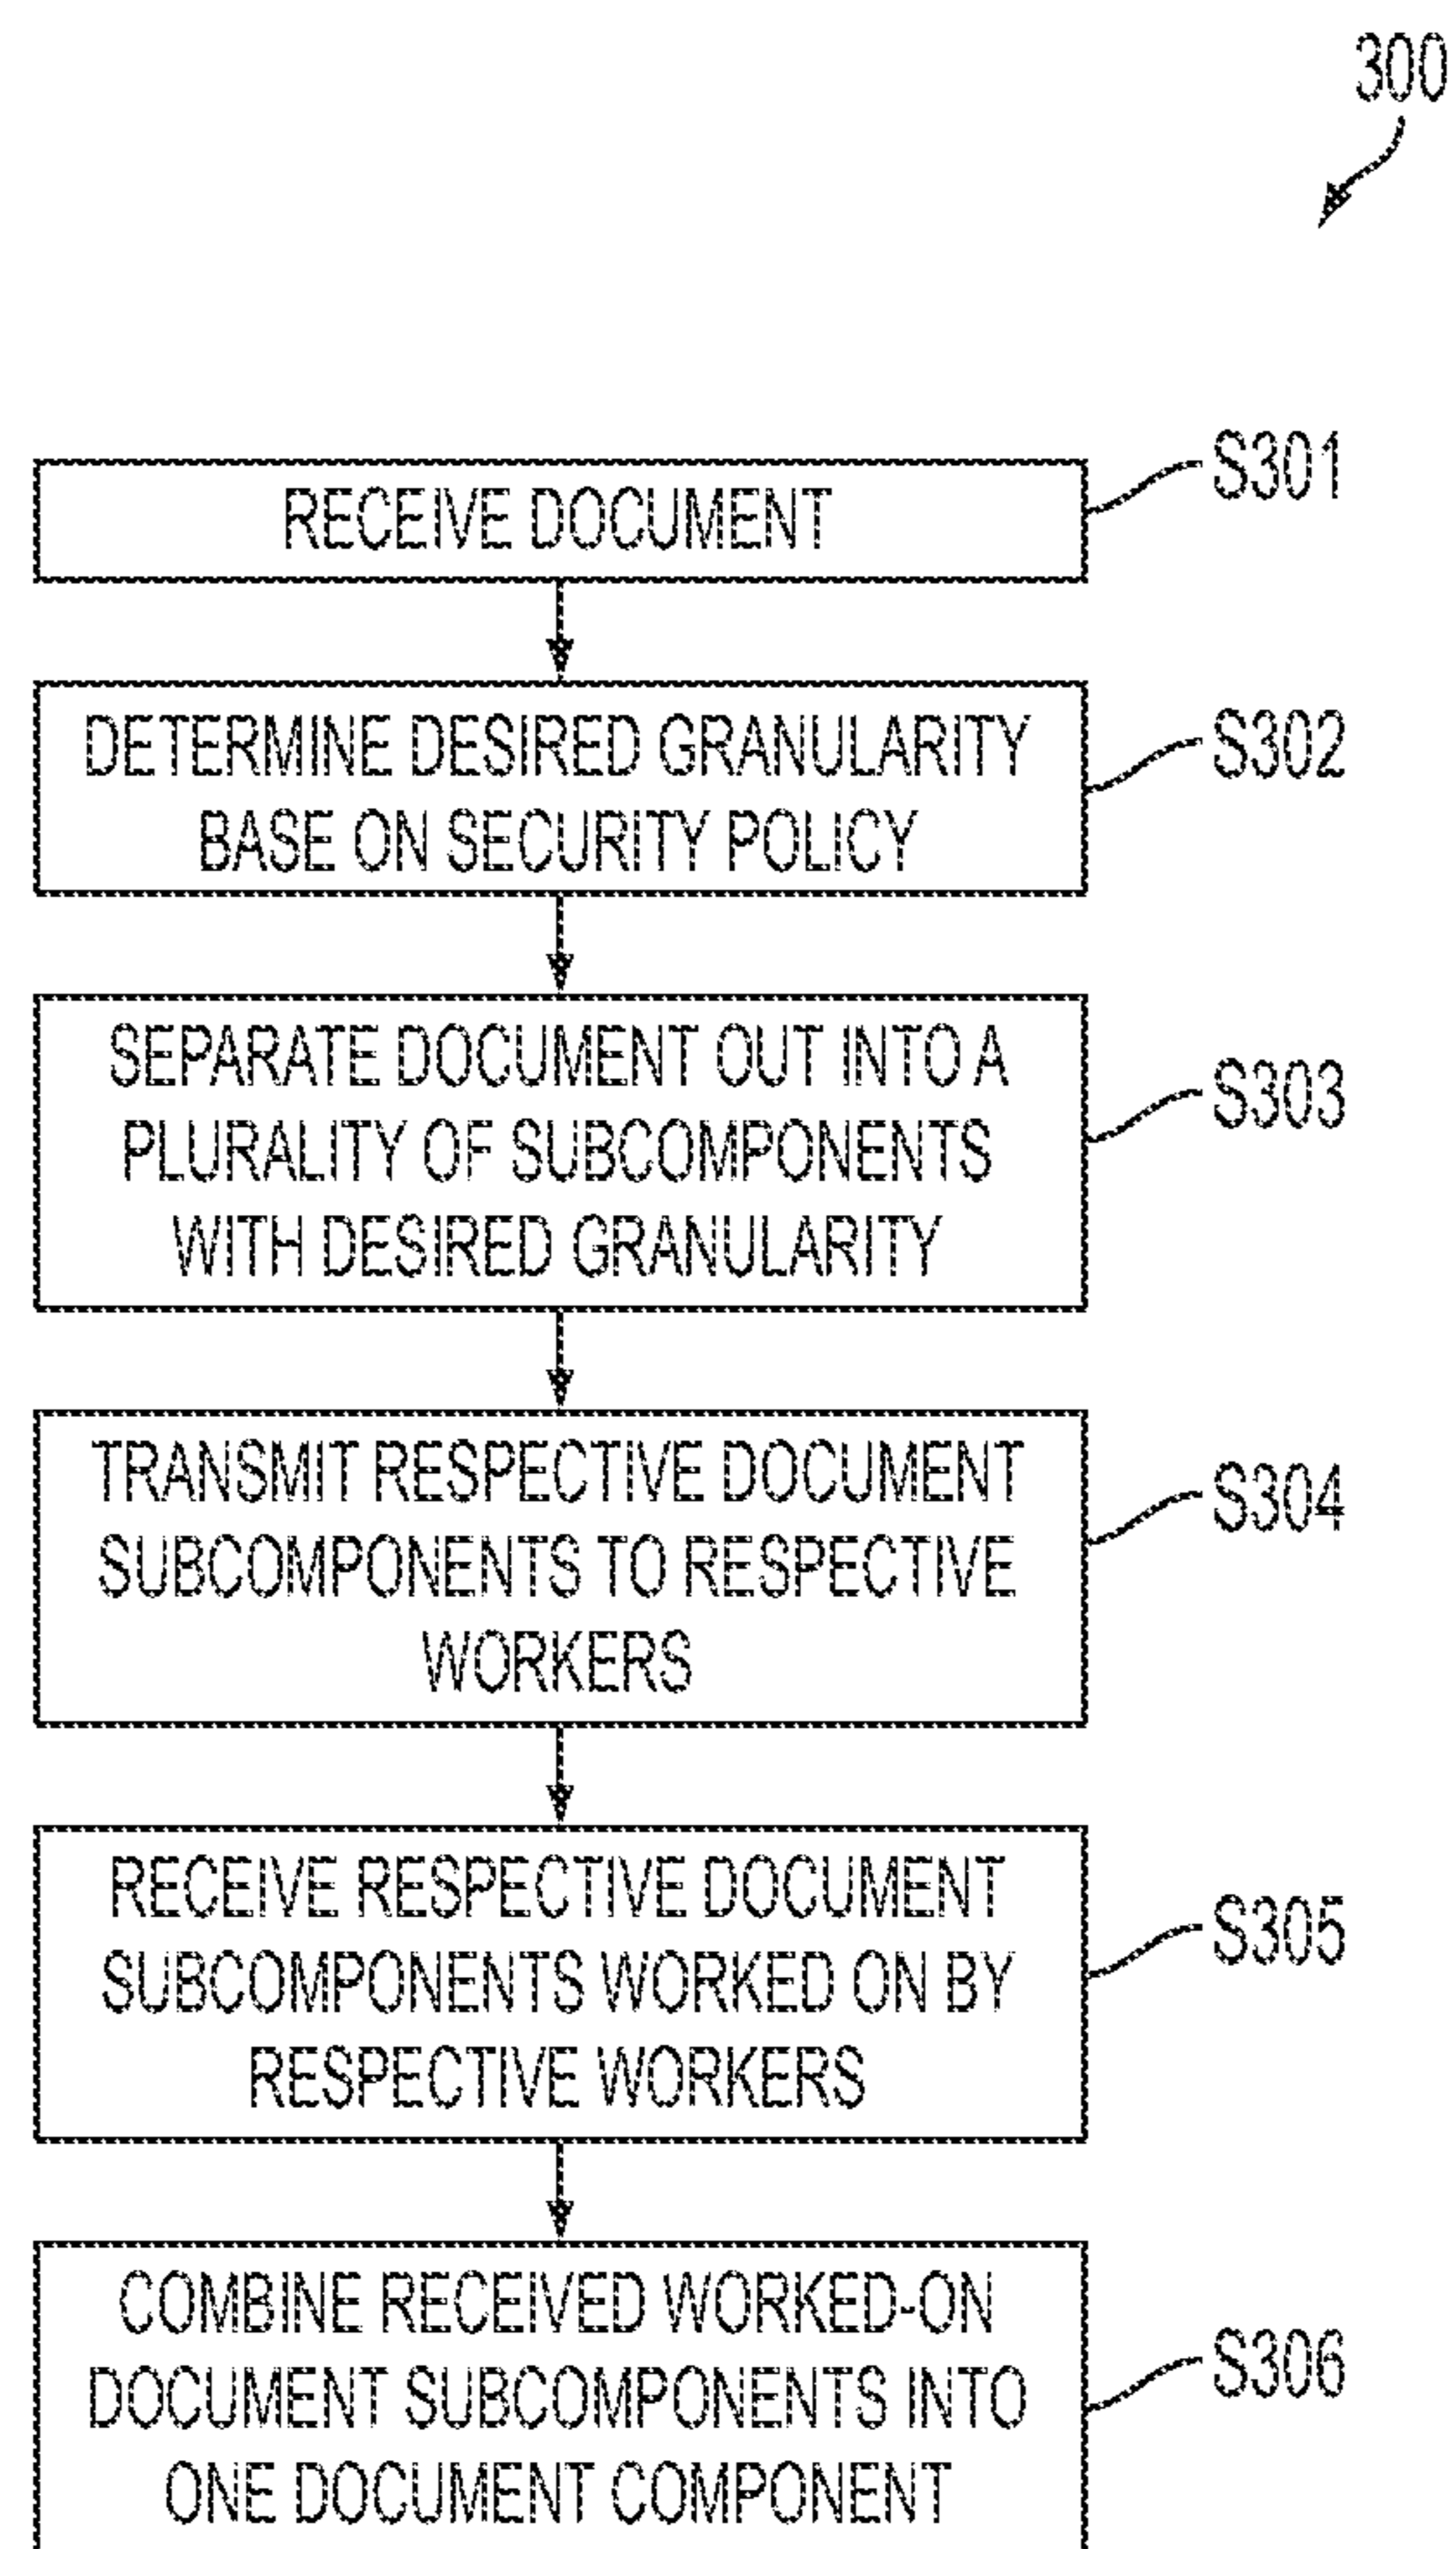 300
RECEIVE DOCUMENT
S301
DETERMINE DESIRED GRANULARITY
BASE ON SECURITY POLICY
S302
SEPARATE DOCUMENT OUT INTO A
PLURALITY OF SUBCOMPONENTS
WITH DESIRED GRANULARITY
S303
TRANSMIT RESPECTIVE DOCUMENT
SUBCOMPONENTS TO RESPECTIVE
WORKERS
S304
RECEIVE RESPECTIVE DOCUMENT
SUBCOMPONENTS WORKED ON BY
RESPECTIVE WORKERS
S305
COMBINE RECEIVED WORKED-ON
DOCUMENT SUBCOMPONENTS INTO
ONE DOCUMENT COMPONENT
S306